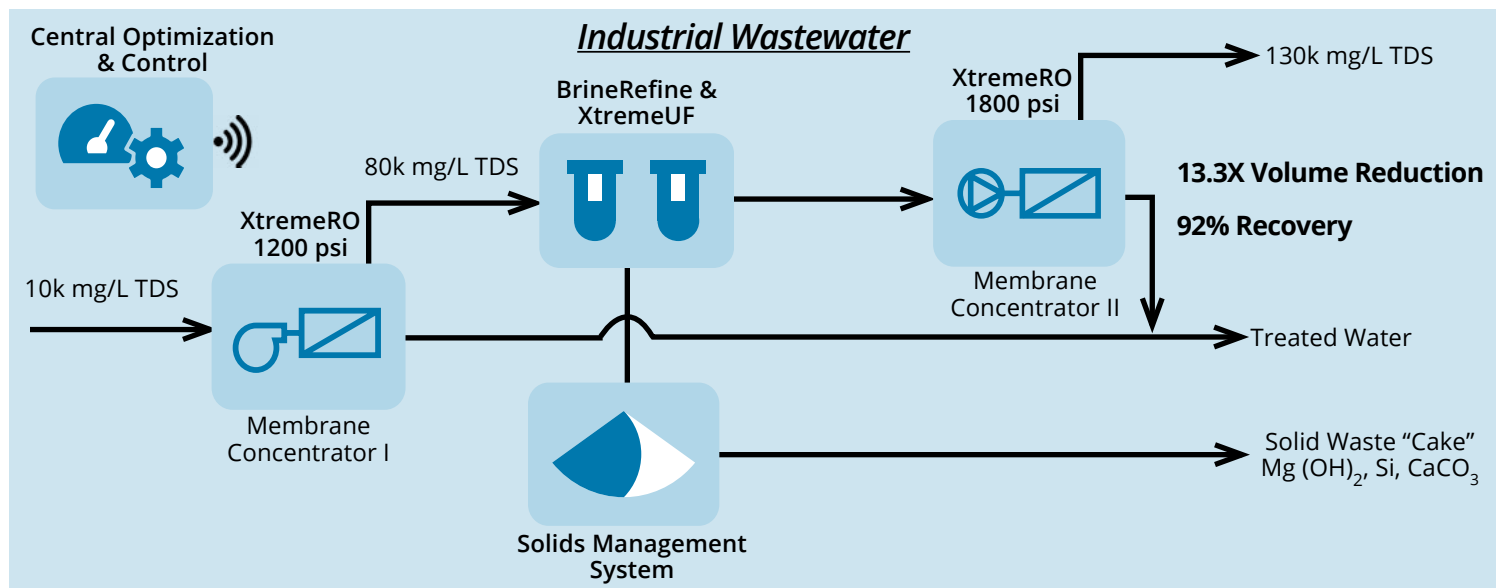 Industrial Wastewater
Central Optimization
& Control
BrineRefine &
XtremeUF
XtremeRO
1800 psi
130k mg/L TDS
80k mg/L TDS
13.3X Volume Reduction
92% Recovery
XtremeRO
1200 psi
10k mg/L TDS
Membrane
Concentrator II
Treated Water
Membrane
Concentrator I
Solid Waste “Cake”
Mg (OH)₂, Si, CaCO₃
Solids Management
System